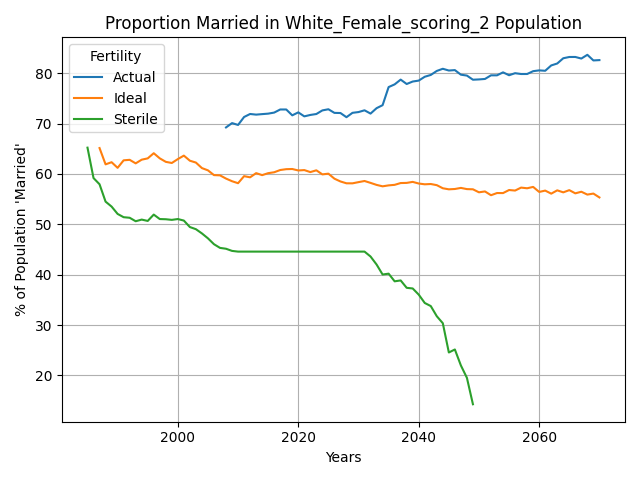 Proportion Married in White_Female_scoring_2 Population
Fertility
Actual
Ideal
Sterile
% of Population 'Married'
80
70
60
50
40
30
20
2000
2020
2040
2060
Years